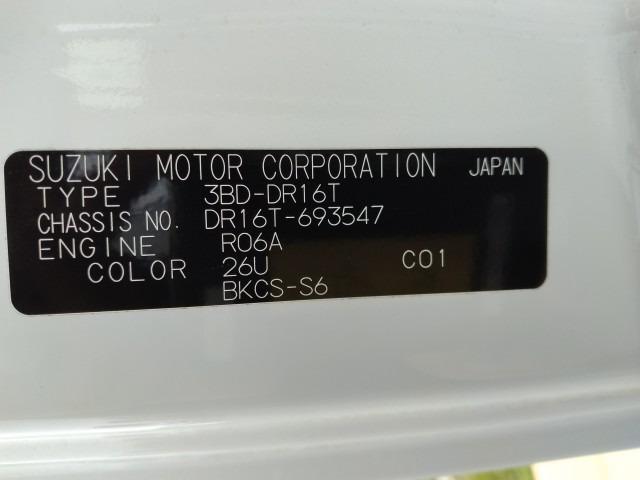 SUZUKI MOTOR CORPORATION JAPAN
TYPE 3BD-DR16T
CHASSIS NO. DR16T-693547
ENGINE R06A
COLOR 26U C01
BKCS-S6